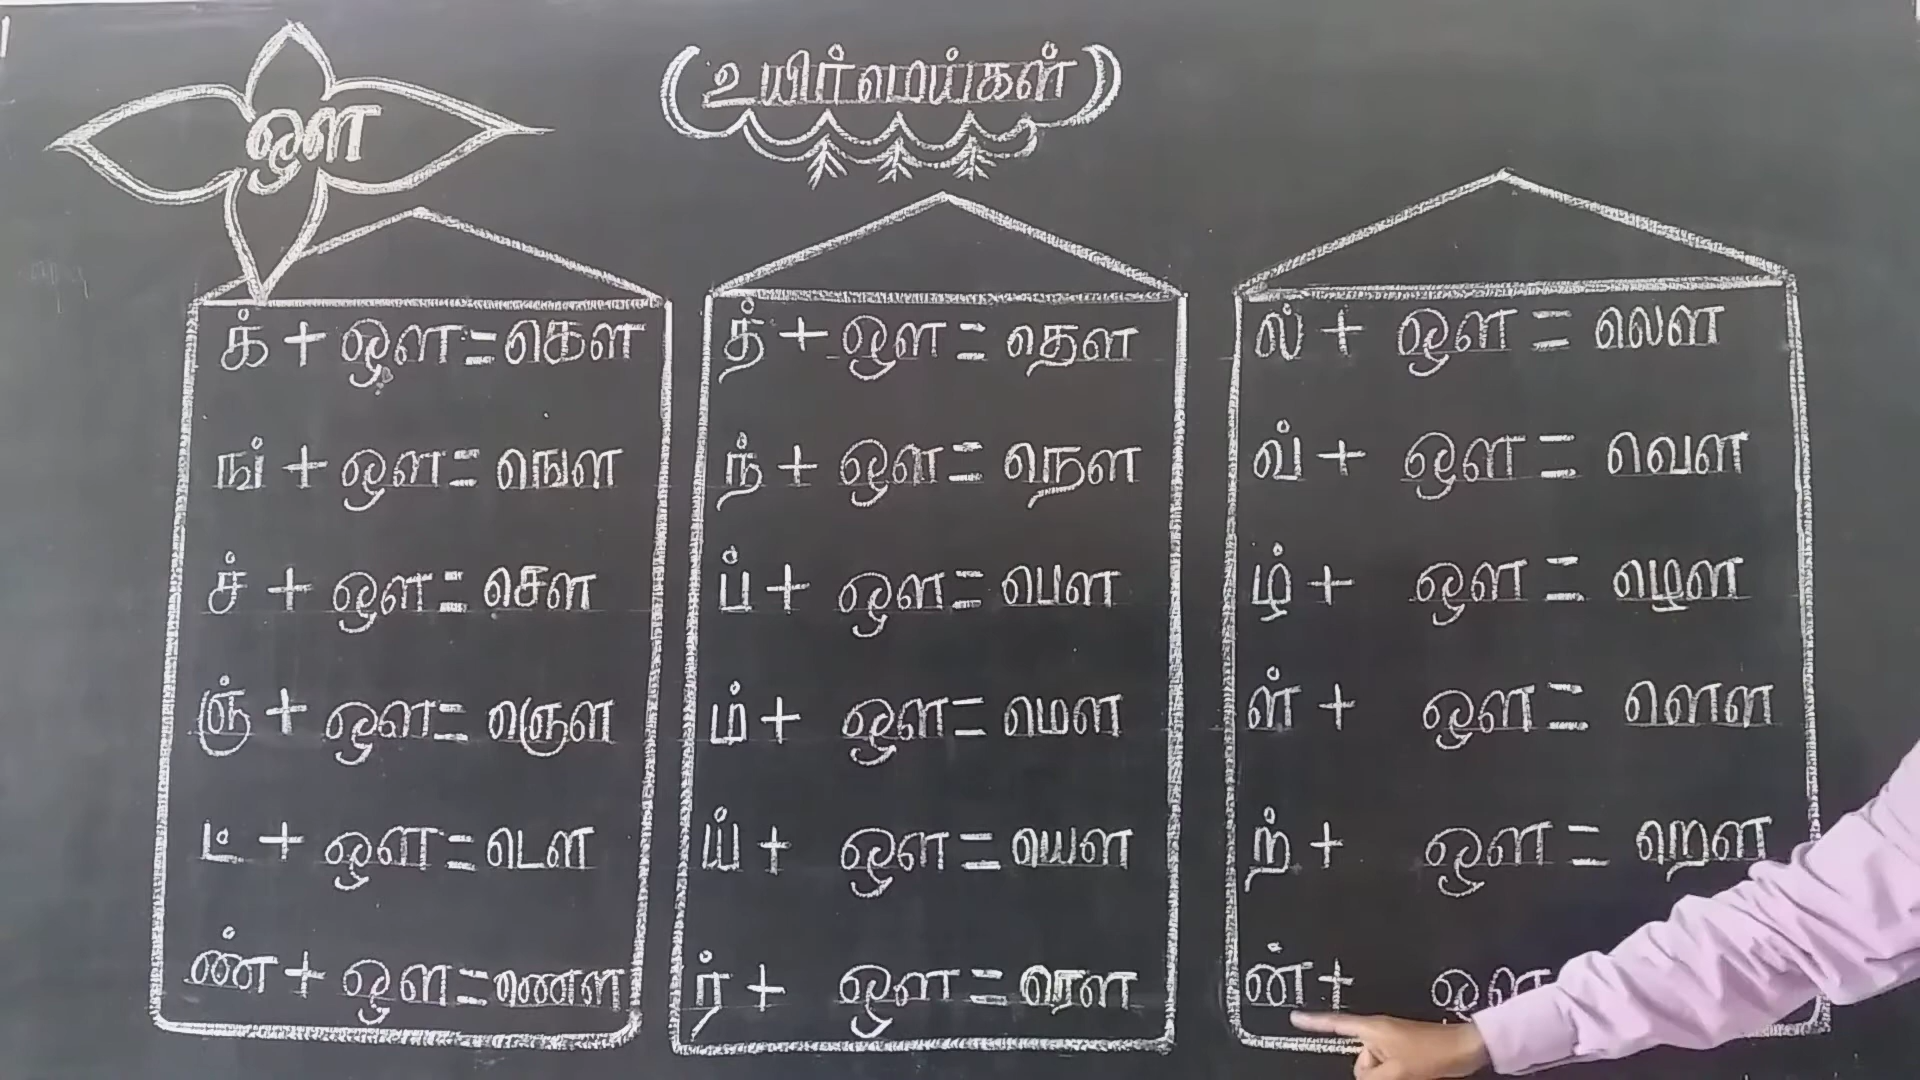 ஔ
உயிர்மெய்கள்
க் + ஔ = கௌ
ங் + ஔ = ஙௌ
ச் + ஔ = சௌ
ஞ் + ஔ = ஞௌ
ட் + ஔ = டௌ
ண் + ஔ = ணௌ
த் + ஔ = தௌ
ந் + ஔ = நௌ
ப் + ஔ = பௌ
ம் + ஔ = மௌ
ய் + ஔ = யௌ
ர் + ஔ = ரௌ
ல் + ஔ = லௌ
வ் + ஔ = வௌ
ழ் + ஔ = ழௌ
ள் + ஔ = ளௌ
ற் + ஔ = றௌ
ன் + ஔ